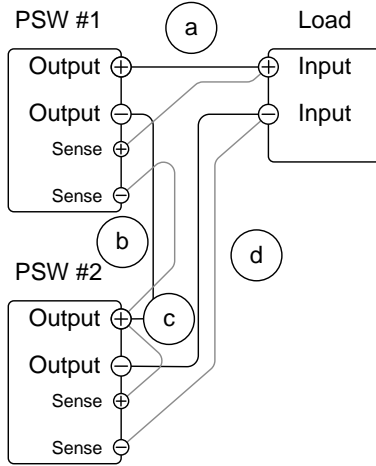 PSW #1
Load
a
Output +
+ Input
Output −
− Input
Sense +
Sense −
b
d
PSW #2
Output +
c
Output −
Sense +
Sense −